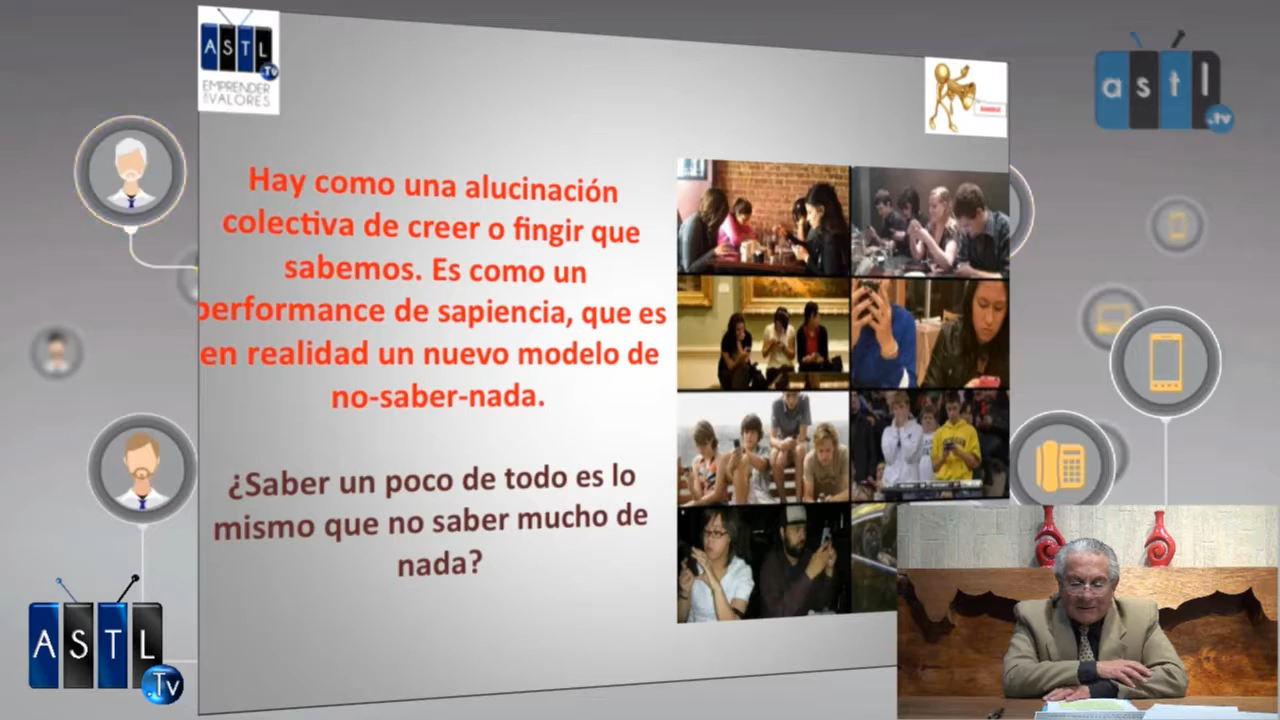 ASTL
.Tv
EMPRENDER
CON VALORES
astl
.tv
Hay como una alucinación
colectiva de creer o fingir que
sabemos. Es como un
performance de sapiencia, que es
en realidad un nuevo modelo de
no-saber-nada.
¿Saber un poco de todo es lo
mismo que no saber mucho de
nada?
ASTL
.Tv